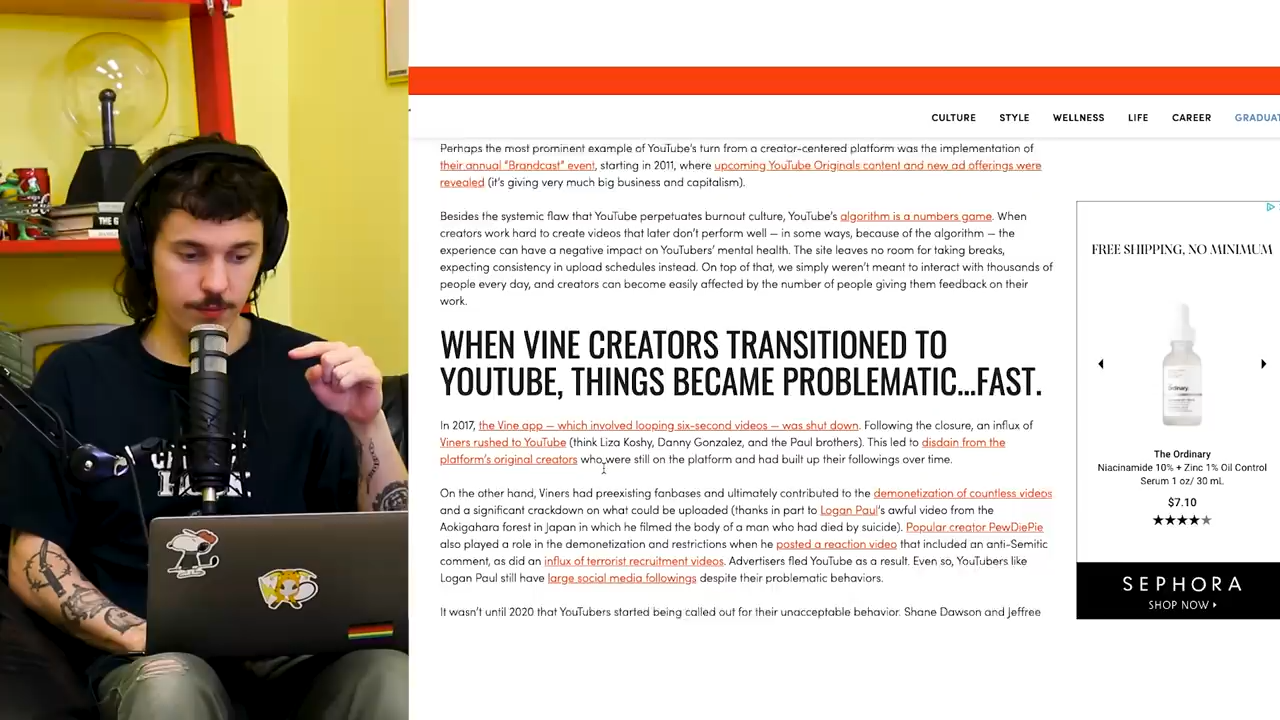 CULTURE STYLE WELLNESS LIFE CAREER GRADUAT
Perhaps the most prominent example of YouTube's turn from a creator-centered platform was the implementation of
their annual "Brandcast" event, starting in 2011, where upcoming YouTube Originals content and new ad offerings were
revealed (it's giving very much big business and capitalism).
Besides the systemic flaw that YouTube perpetuates burnout culture, YouTube's algorithm is a numbers game. When
creators work hard to create videos that later don't perform well — in some ways, because of the algorithm — the
experience can have a negative impact on YouTubers' mental health. The site leaves no room for taking breaks,
expecting consistency in upload schedules instead. On top of that, we simply weren't meant to interact with thousands of
people every day, and creators can become easily affected by the number of people giving them feedback on their
work.
WHEN VINE CREATORS TRANSITIONED TO
YOUTUBE, THINGS BECAME PROBLEMATIC...FAST.
In 2017, the Vine app — which involved looping six-second videos — was shut down. Following the closure, an influx of
Viners rushed to YouTube (think Liza Koshy, Danny Gonzalez, and the Paul brothers). This led to disdain from the
platform's original creators who were still on the platform and had built up their followings over time.
On the other hand, Viners had preexisting fanbases and ultimately contributed to the demonetization of countless videos
and a significant crackdown on what could be uploaded (thanks in part to Logan Paul's awful video from the
Aokigahara forest in Japan in which he filmed the body of a man who had died by suicide). Popular creator PewDiePie
also played a role in the demonetization and restrictions when he posted a reaction video that included an anti-Semitic
comment, as did an influx of terrorist recruitment videos. Advertisers fled YouTube as a result. Even so, YouTubers like
Logan Paul still have large social media followings despite their problematic behaviors.
It wasn't until 2020 that YouTubers started being called out for their unacceptable behavior. Shane Dawson and Jeffree
FREE SHIPPING, NO MINIMUM
The Ordinary
Niacinamide 10% + Zinc 1% Oil Control
Serum 1 oz/ 30 mL
$7.10
SEPHORA
SHOP NOW